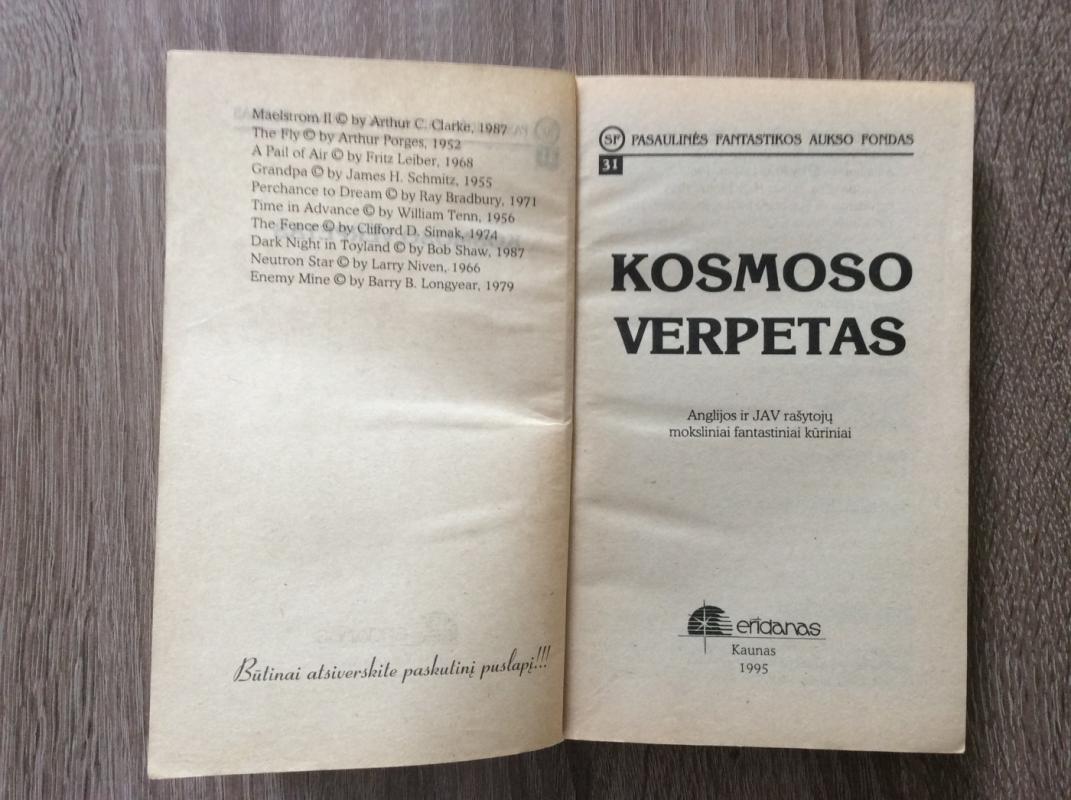 Maelstrom II © by Arthur C. Clarke, 1987
The Fly © by Arthur Porges, 1952
A Pail of Air © by Fritz Leiber, 1968
Grandpa © by James H. Schmitz, 1955
Perchance to Dream © by Ray Bradbury, 1971
Time in Advance © by William Tenn, 1956
The Fence © by Clifford D. Simak, 1974
Dark Night in Toyland © by Bob Shaw, 1987
Neutron Star © by Larry Niven, 1966
Enemy Mine © by Barry B. Longyear, 1979
Būtinai atsiverskite paskutinį puslapį!!!
SF PASAULINĖS FANTASTIKOS AUKSO FONDAS
31
KOSMOSO
VERPETAS
Anglijos ir JAV rašytojų
moksliniai fantastiniai kūriniai
eridanas
Kaunas
1995